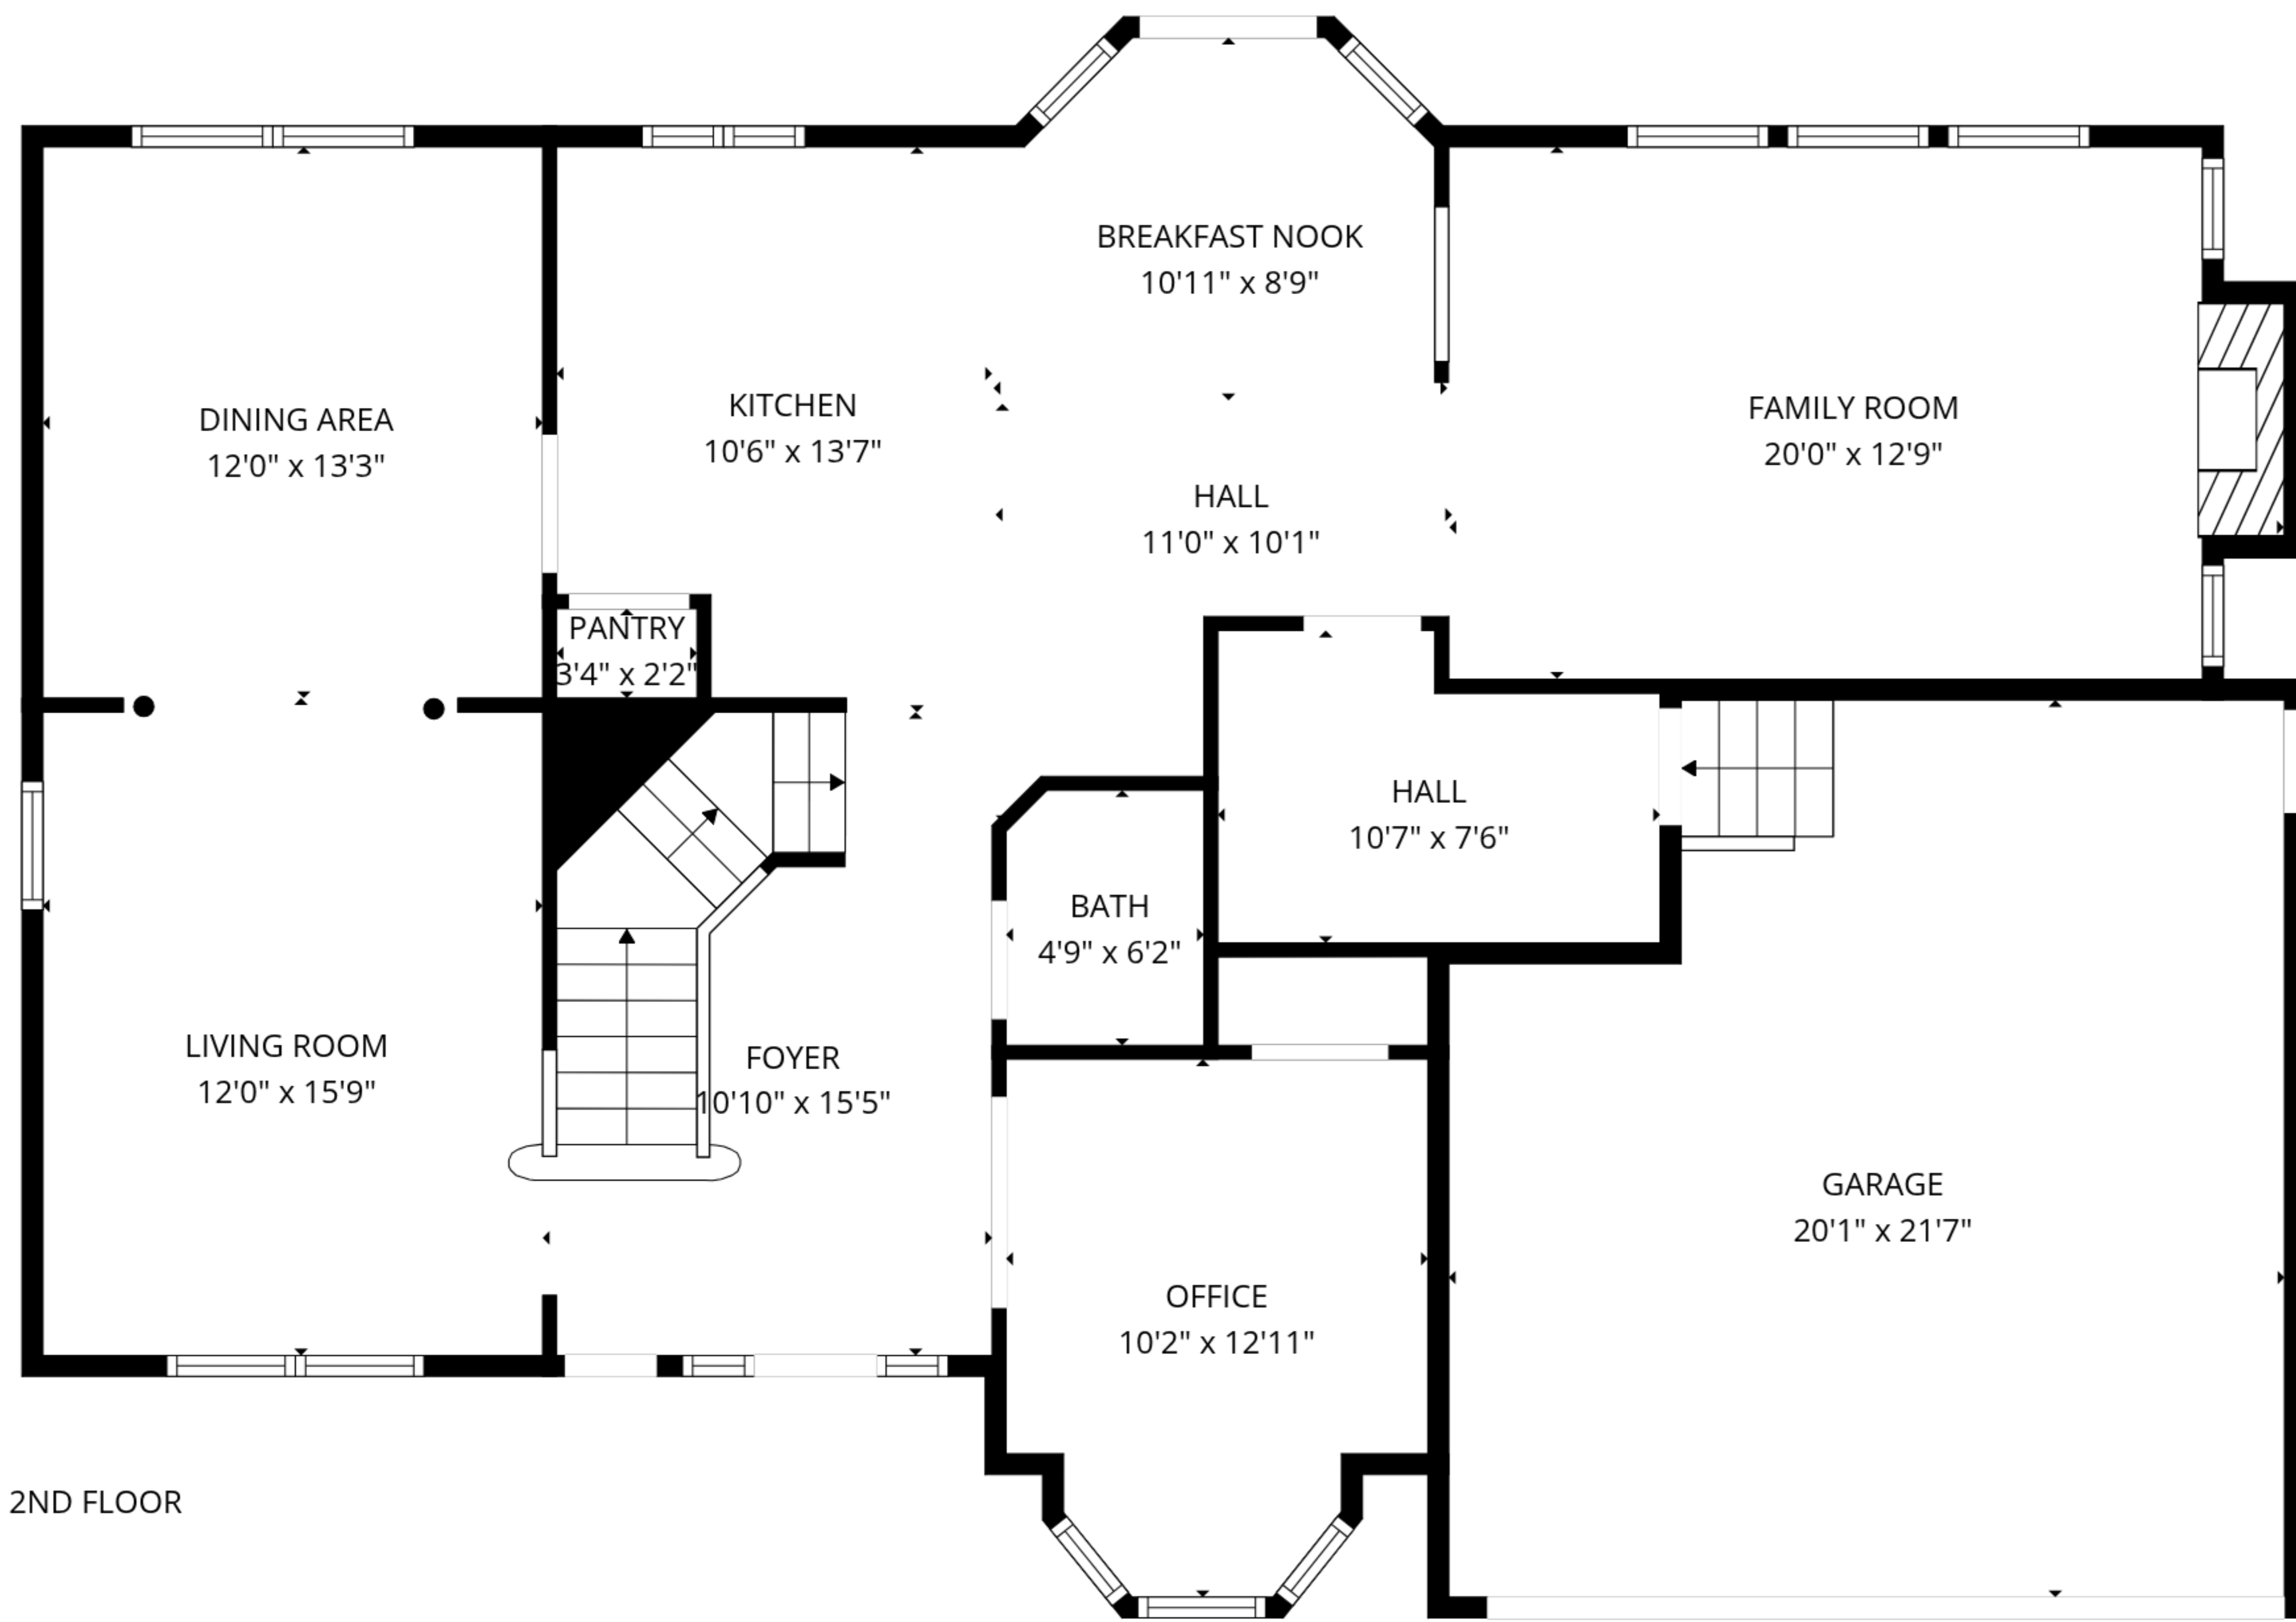 BREAKFAST NOOK
10'11" x 8'9"
DINING AREA
12'0" x 13'3"
KITCHEN
10'6" x 13'7"
FAMILY ROOM
20'0" x 12'9"
HALL
11'0" x 10'1"
PANTRY
3'4" x 2'2"
HALL
10'7" x 7'6"
BATH
4'9" x 6'2"
LIVING ROOM
12'0" x 15'9"
FOYER
10'10" x 15'5"
GARAGE
20'1" x 21'7"
OFFICE
10'2" x 12'11"
2ND FLOOR